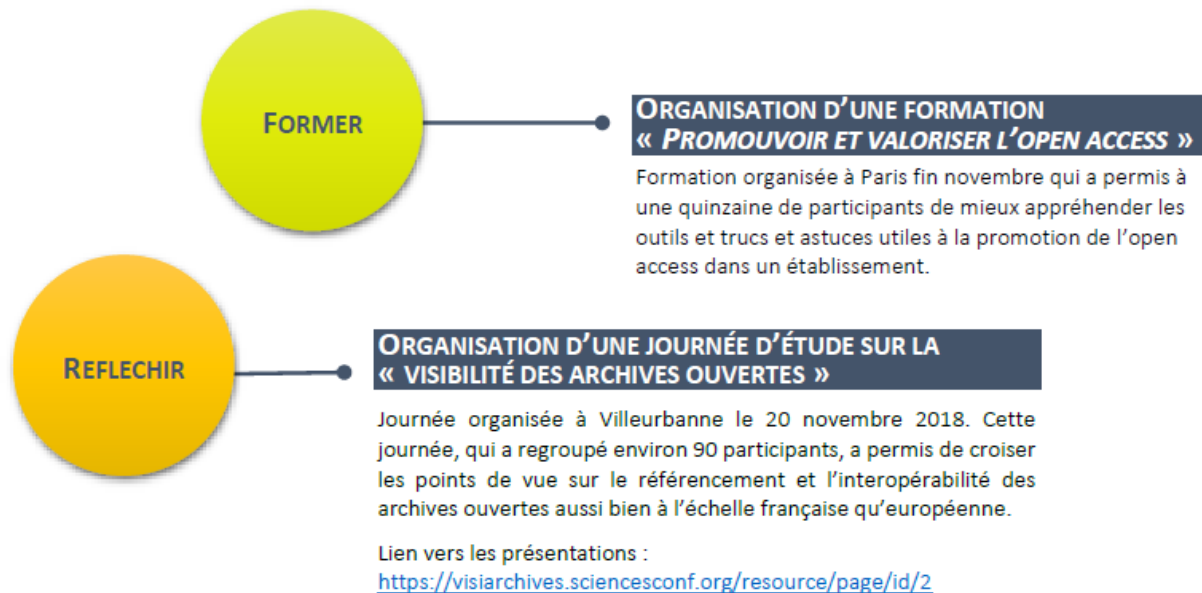 FORMER
ORGANISATION D'UNE FORMATION
« PROMOUVOIR ET VALORISER L'OPEN ACCESS »
Formation organisée à Paris fin novembre qui a permis à
une quinzaine de participants de mieux appréhender les
outils et trucs et astuces utiles à la promotion de l'open
access dans un établissement.
REFLECHIR
ORGANISATION D'UNE JOURNÉE D'ÉTUDE SUR LA
« VISIBILITÉ DES ARCHIVES OUVERTES »
Journée organisée à Villeurbanne le 20 novembre 2018. Cette
journée, qui a regroupé environ 90 participants, a permis de croiser
les points de vue sur le référencement et l'interopérabilité des
archives ouvertes aussi bien à l'échelle française qu'européenne.
Lien vers les présentations :
https://visiarchives.sciencesconf.org/resource/page/id/2